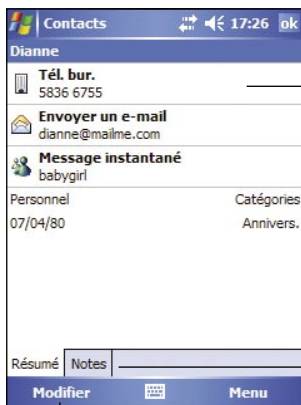 Contacts 17:26 ok
Dianne
Tél. bur.
5836 6755
Envoyer un e-mail
dianne@mailme.com
Message instantané
babygirl
Personnel Catégories
07/04/80 Annivers.
Résumé Notes
Modifier Menu